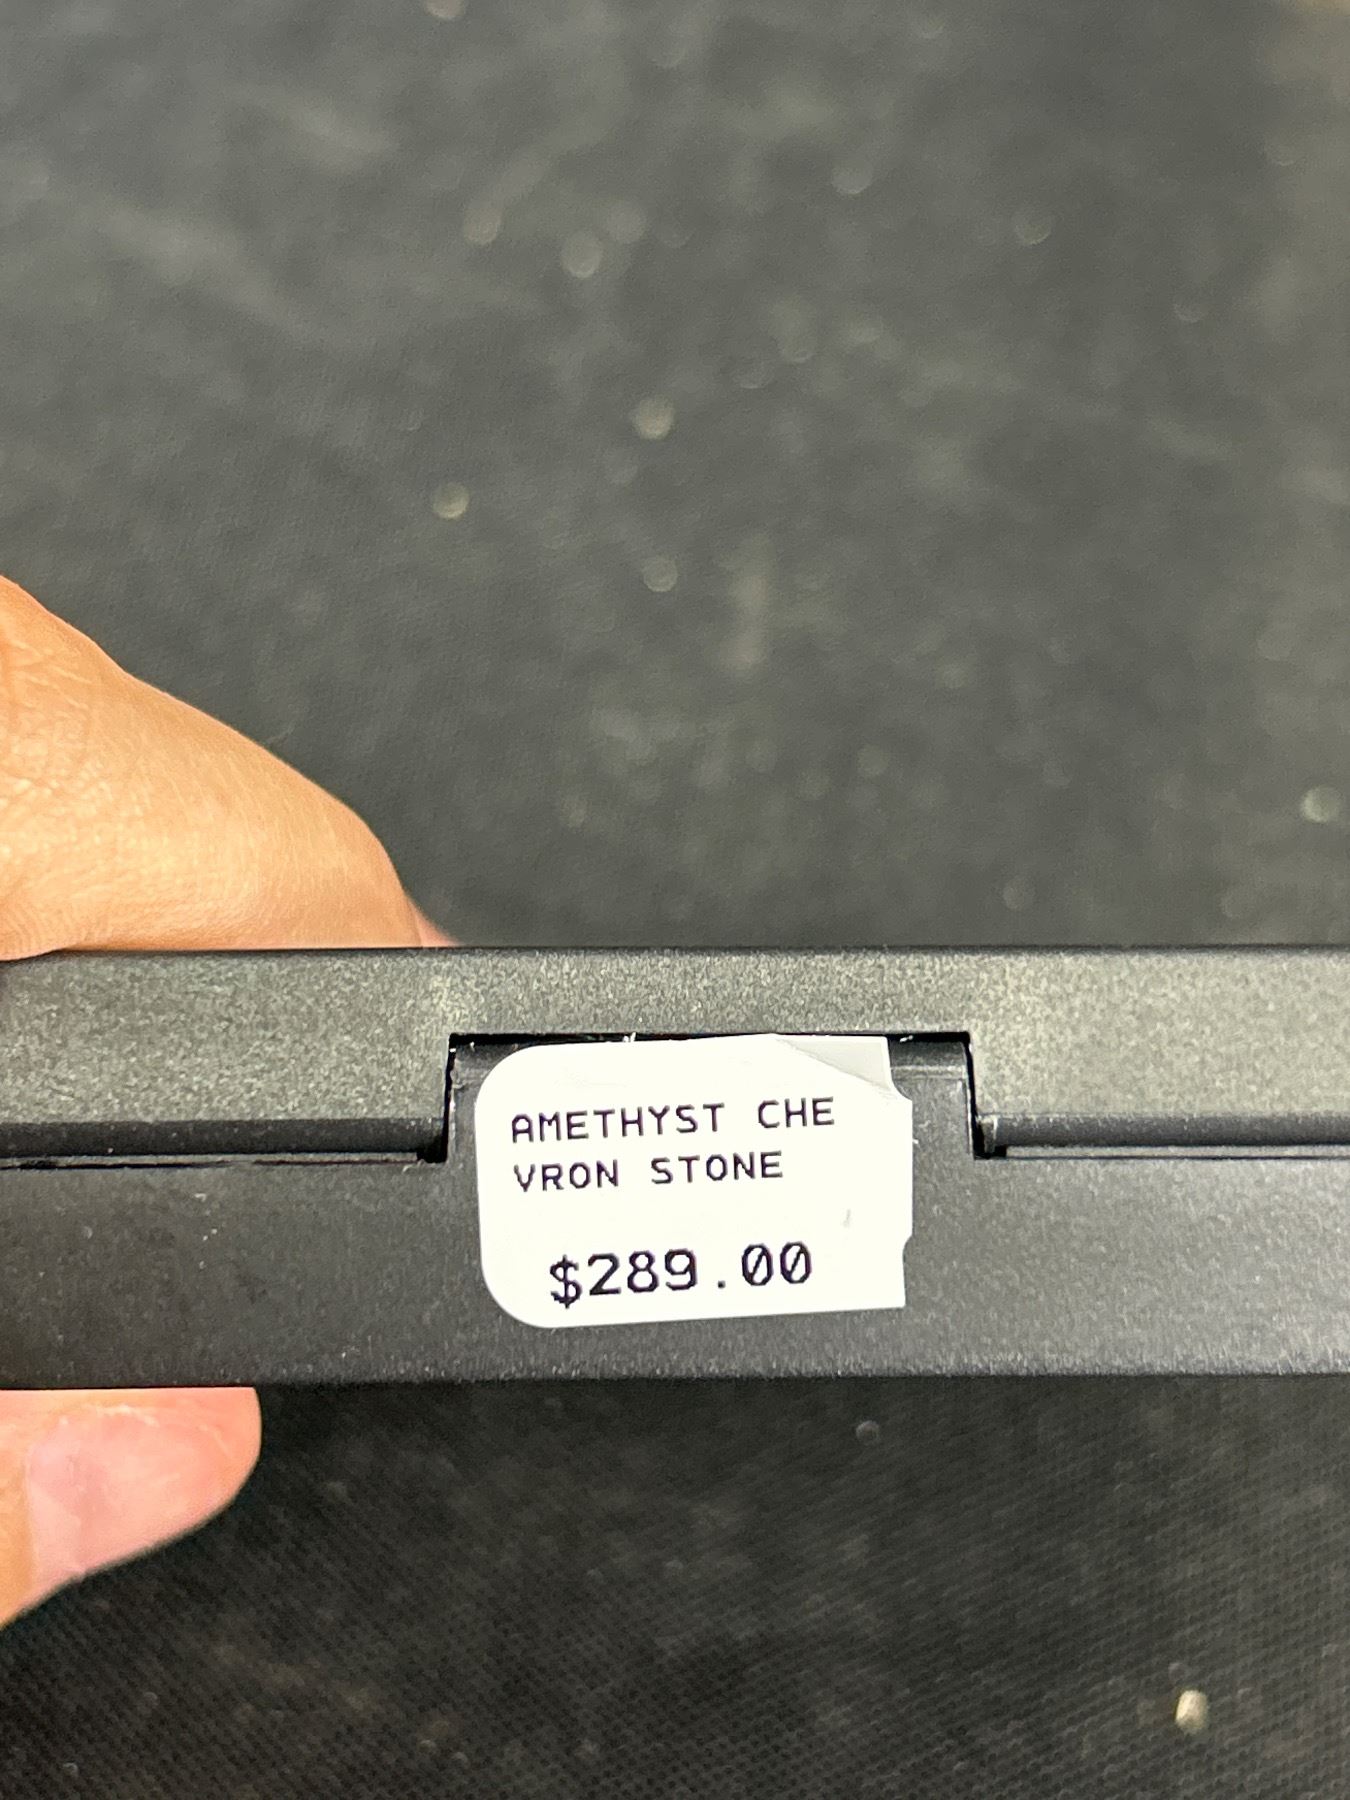 AMETHYST CHE
VRON STONE
$289.00